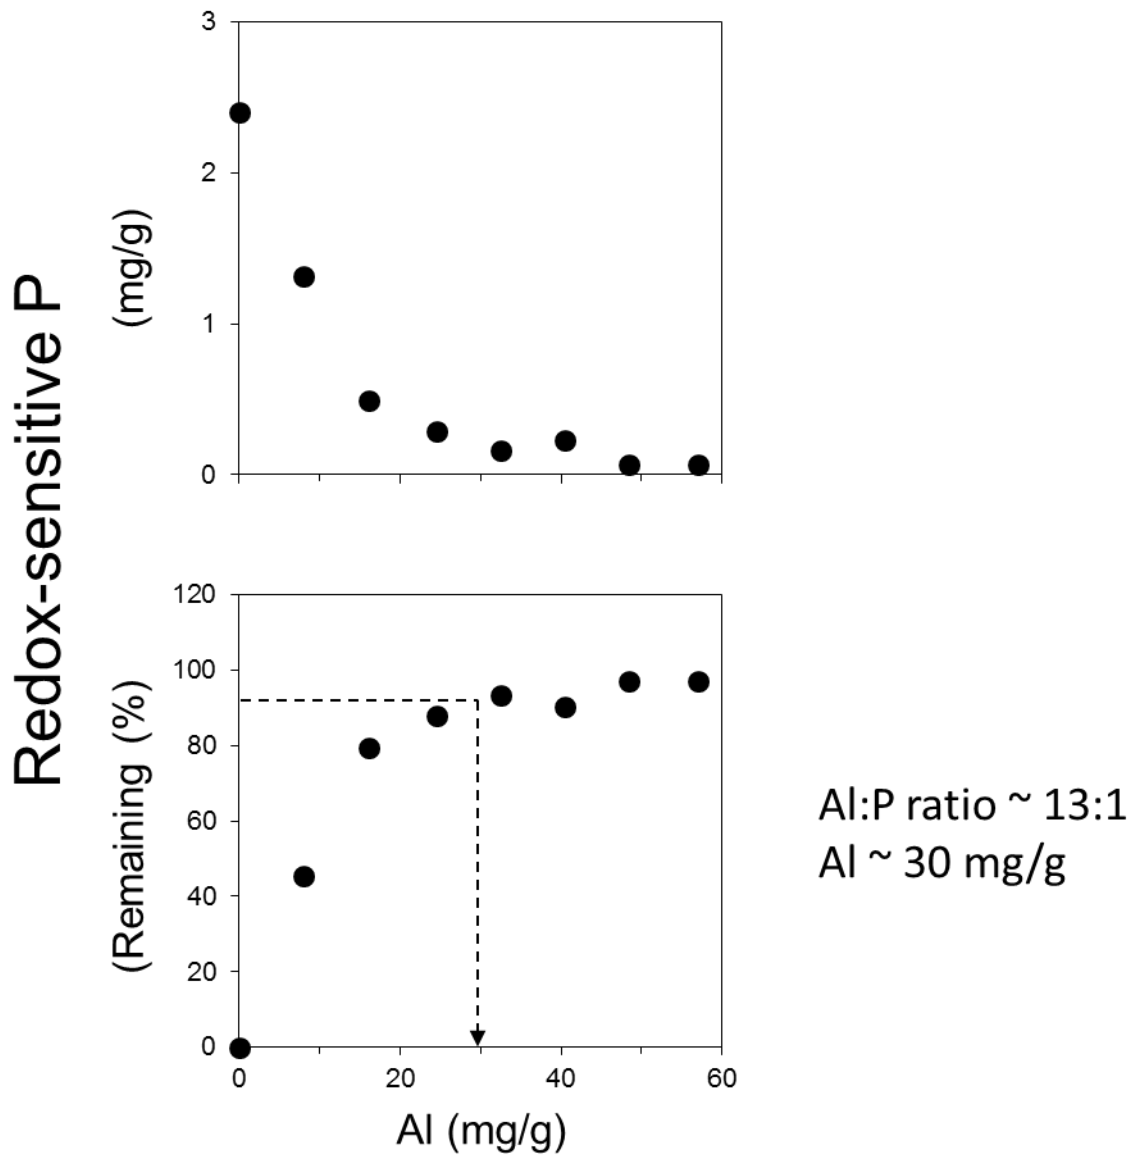 Redox-sensitive P
(mg/g)
3
2
1
0
(Remaining (%)
120
100
80
60
40
20
0
0 20 40 60
Al (mg/g)
Al:P ratio ~ 13:1
Al ~ 30 mg/g